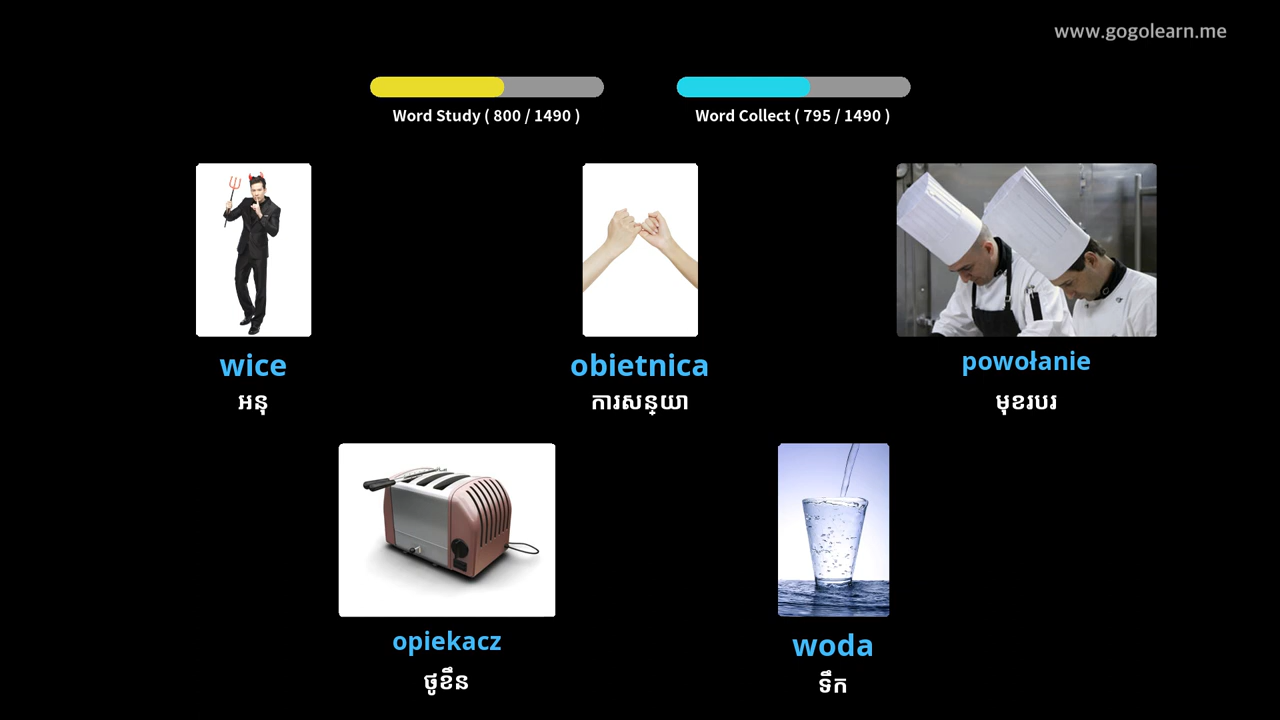 www.gogolearn.me
Word Study ( 800 / 1490 )
Word Collect ( 795 / 1490 )
wice
អនុ
obietnica
ការសន្យា
powołanie
មុខរបរ
opiekacz
ថូខឹន
woda
ទឹក